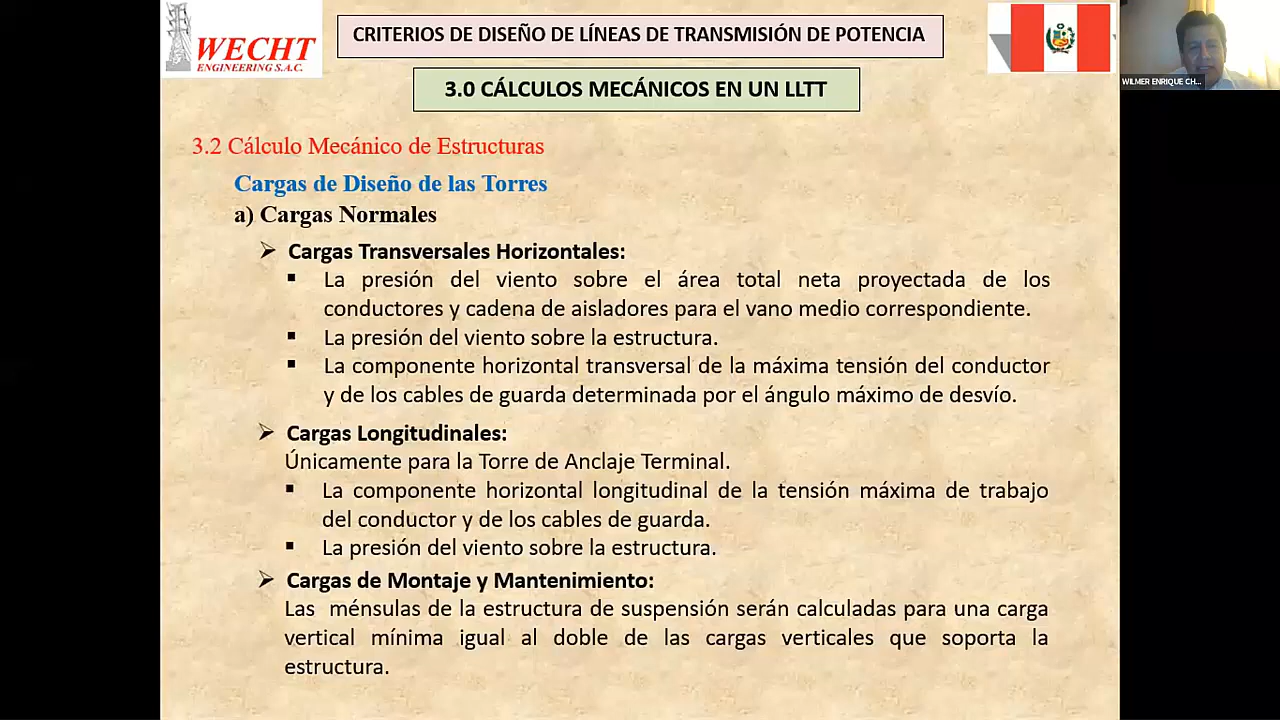 WECHT
ENGINEERING S.A.C.
CRITERIOS DE DISEÑO DE LÍNEAS DE TRANSMISIÓN DE POTENCIA
3.0 CÁLCULOS MECÁNICOS EN UN LLTT
WILMER ENRIQUE CH...
3.2 Cálculo Mecánico de Estructuras
Cargas de Diseño de las Torres
a) Cargas Normales
➢ Cargas Transversales Horizontales:
▪ La presión del viento sobre el área total neta proyectada de los
conductores y cadena de aisladores para el vano medio correspondiente.
▪ La presión del viento sobre la estructura.
▪ La componente horizontal transversal de la máxima tensión del conductor
y de los cables de guarda determinada por el ángulo máximo de desvío.
➢ Cargas Longitudinales:
Únicamente para la Torre de Anclaje Terminal.
▪ La componente horizontal longitudinal de la tensión máxima de trabajo
del conductor y de los cables de guarda.
▪ La presión del viento sobre la estructura.
➢ Cargas de Montaje y Mantenimiento:
Las ménsulas de la estructura de suspensión serán calculadas para una carga
vertical mínima igual al doble de las cargas verticales que soporta la
estructura.